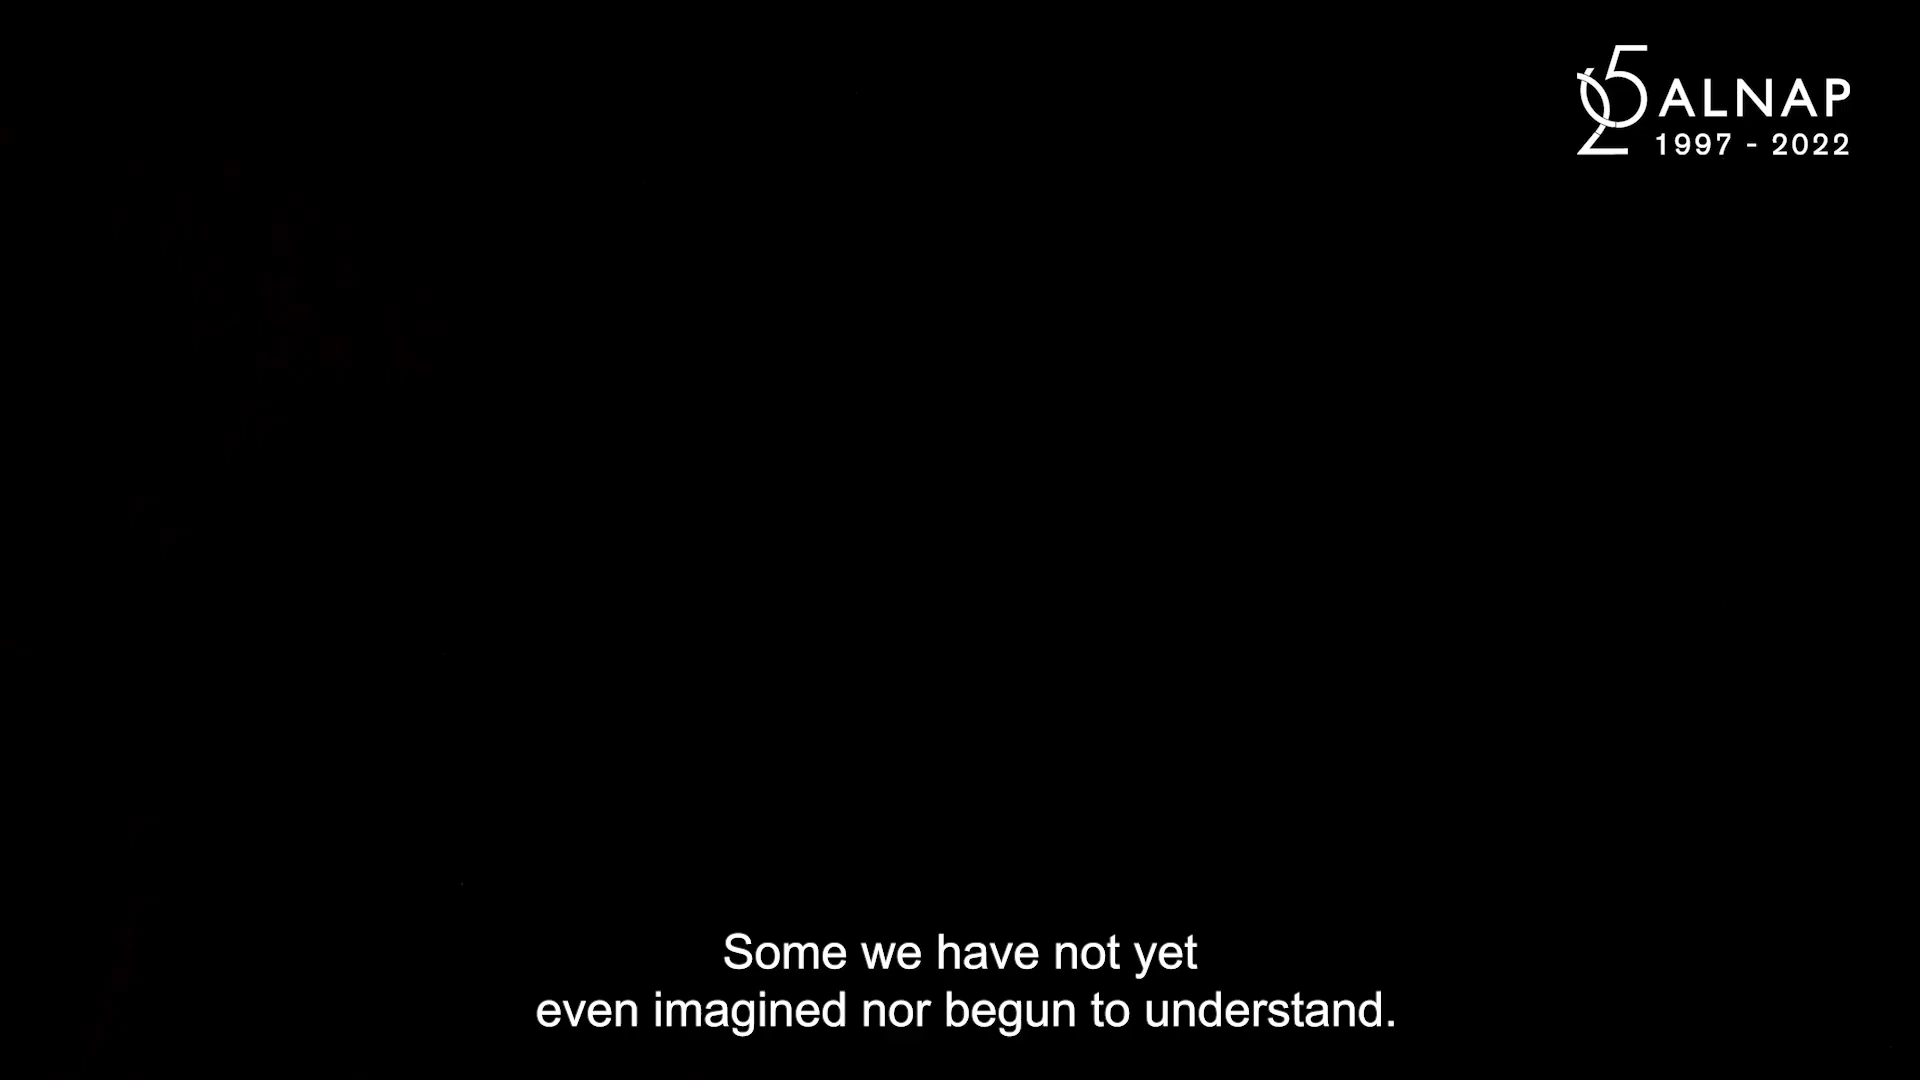 25 ALNAP
1997 - 2022
Some we have not yet
even imagined nor begun to understand.